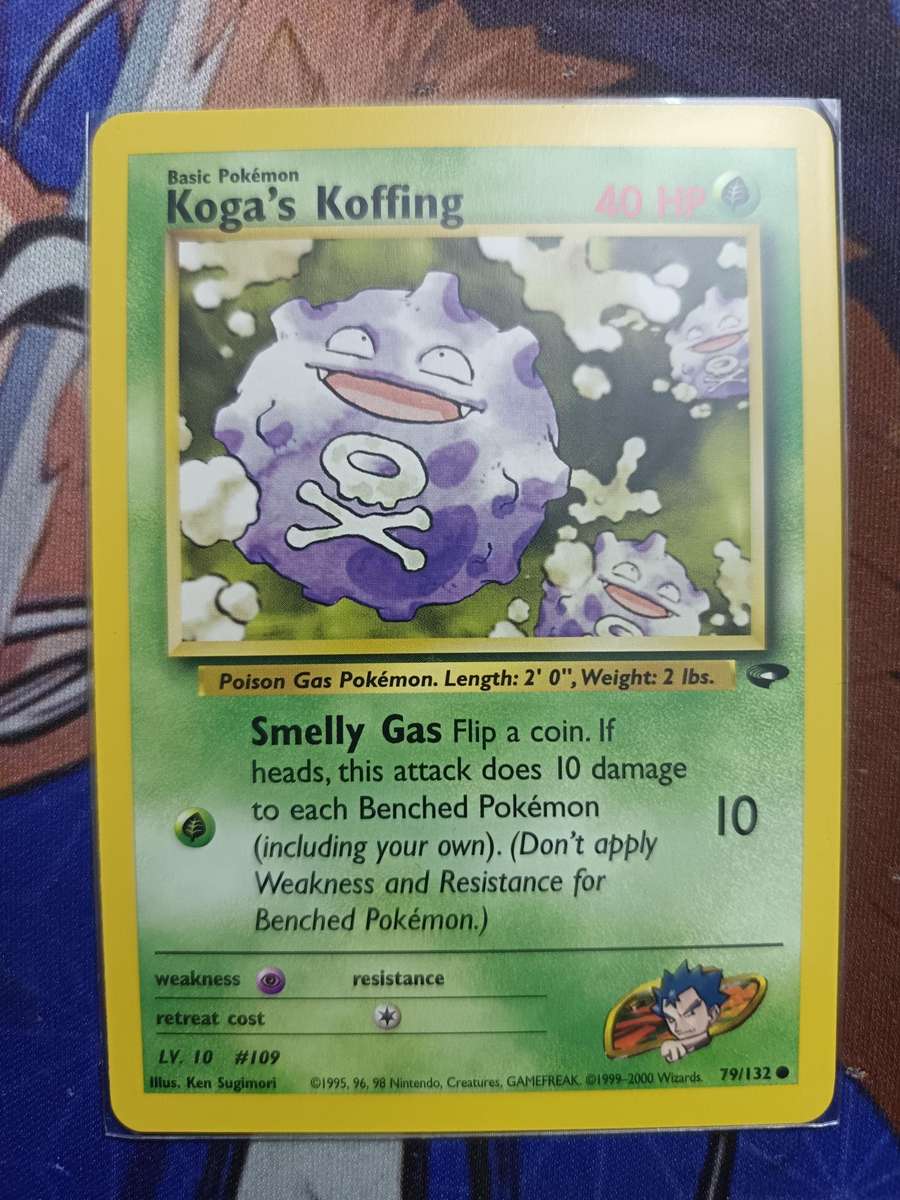 Basic Pokémon
Koga's Koffing 40 HP
Poison Gas Pokémon. Length: 2' 0", Weight: 2 lbs.
Smelly Gas Flip a coin. If
heads, this attack does 10 damage
to each Benched Pokémon
(including your own). (Don't apply
Weakness and Resistance for
Benched Pokémon.)
10
weakness resistance
retreat cost
LV. 10 #109
Illus. Ken Sugimori ©1995, 96, 98 Nintendo, Creatures, GAMEFREAK. ©1999-2000 Wizards. 79/132